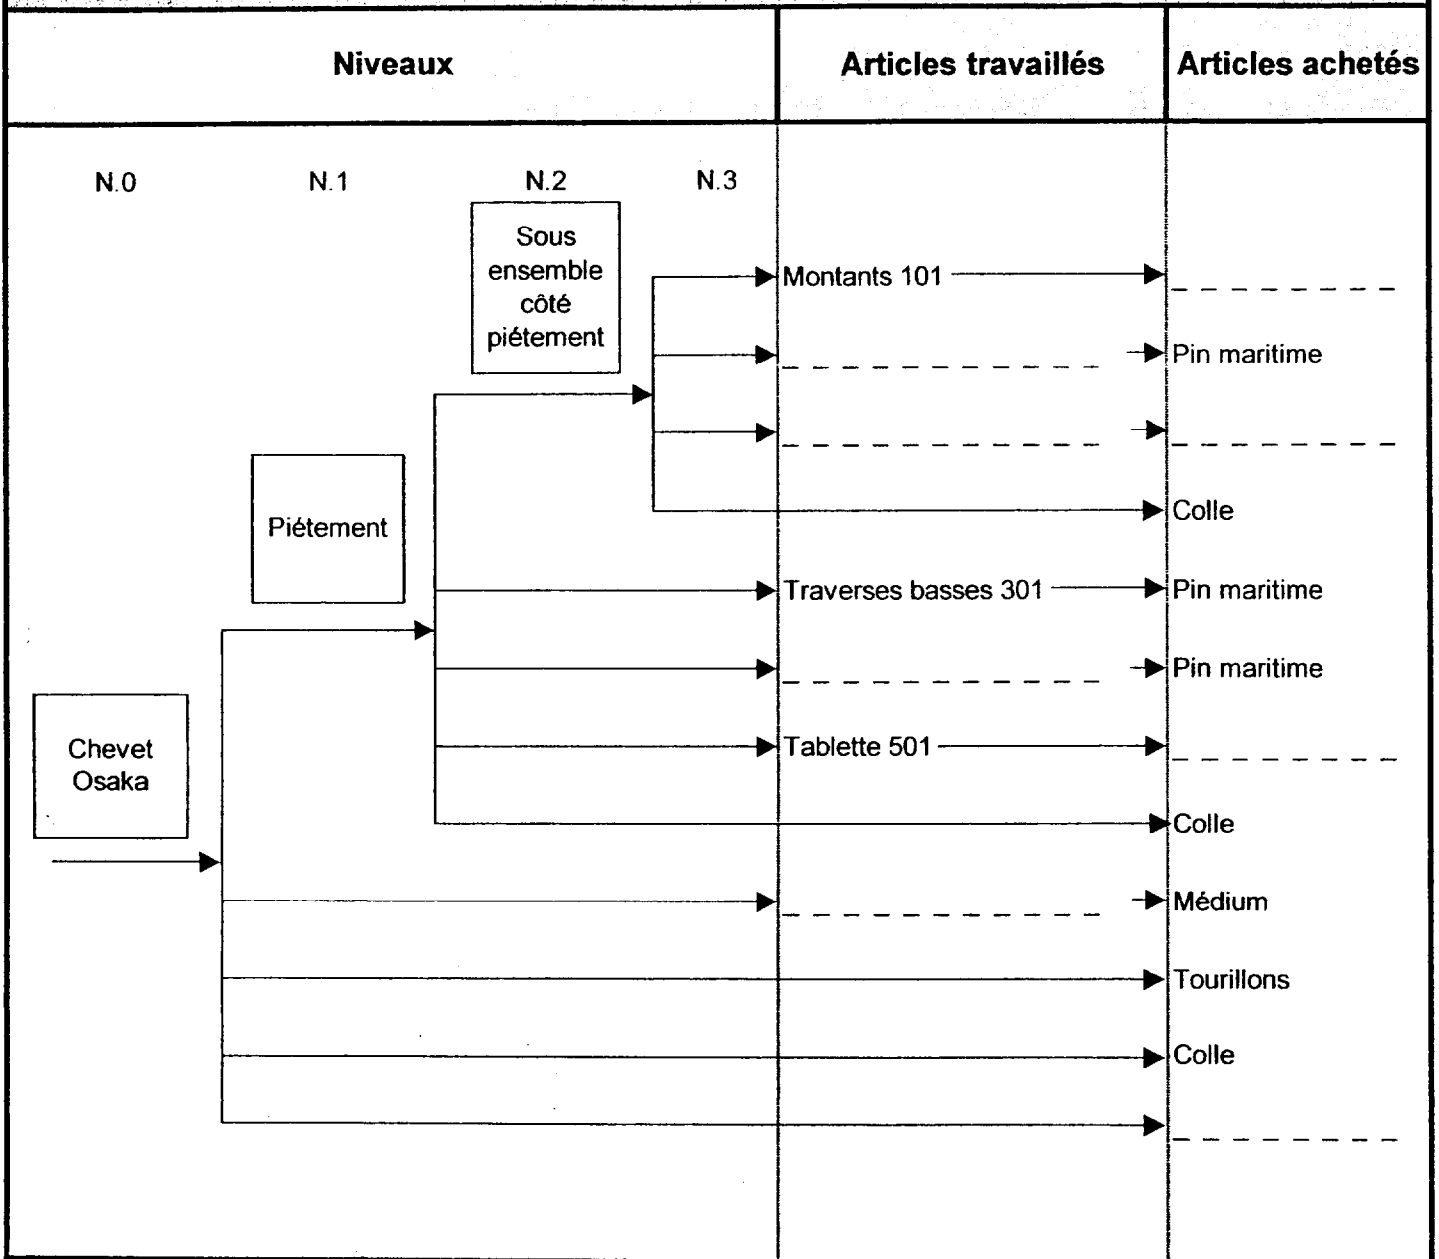 Niveaux Articles travaillés Articles achetés
N.0 N.1 N.2 N.3
Sous
ensemble
côté
piétement
Montants 101
Pin maritime
Colle
Piétement
Traverses basses 301 Pin maritime
Pin maritime
Chevet
Osaka
Tablette 501
Colle
Médium
Tourillons
Colle